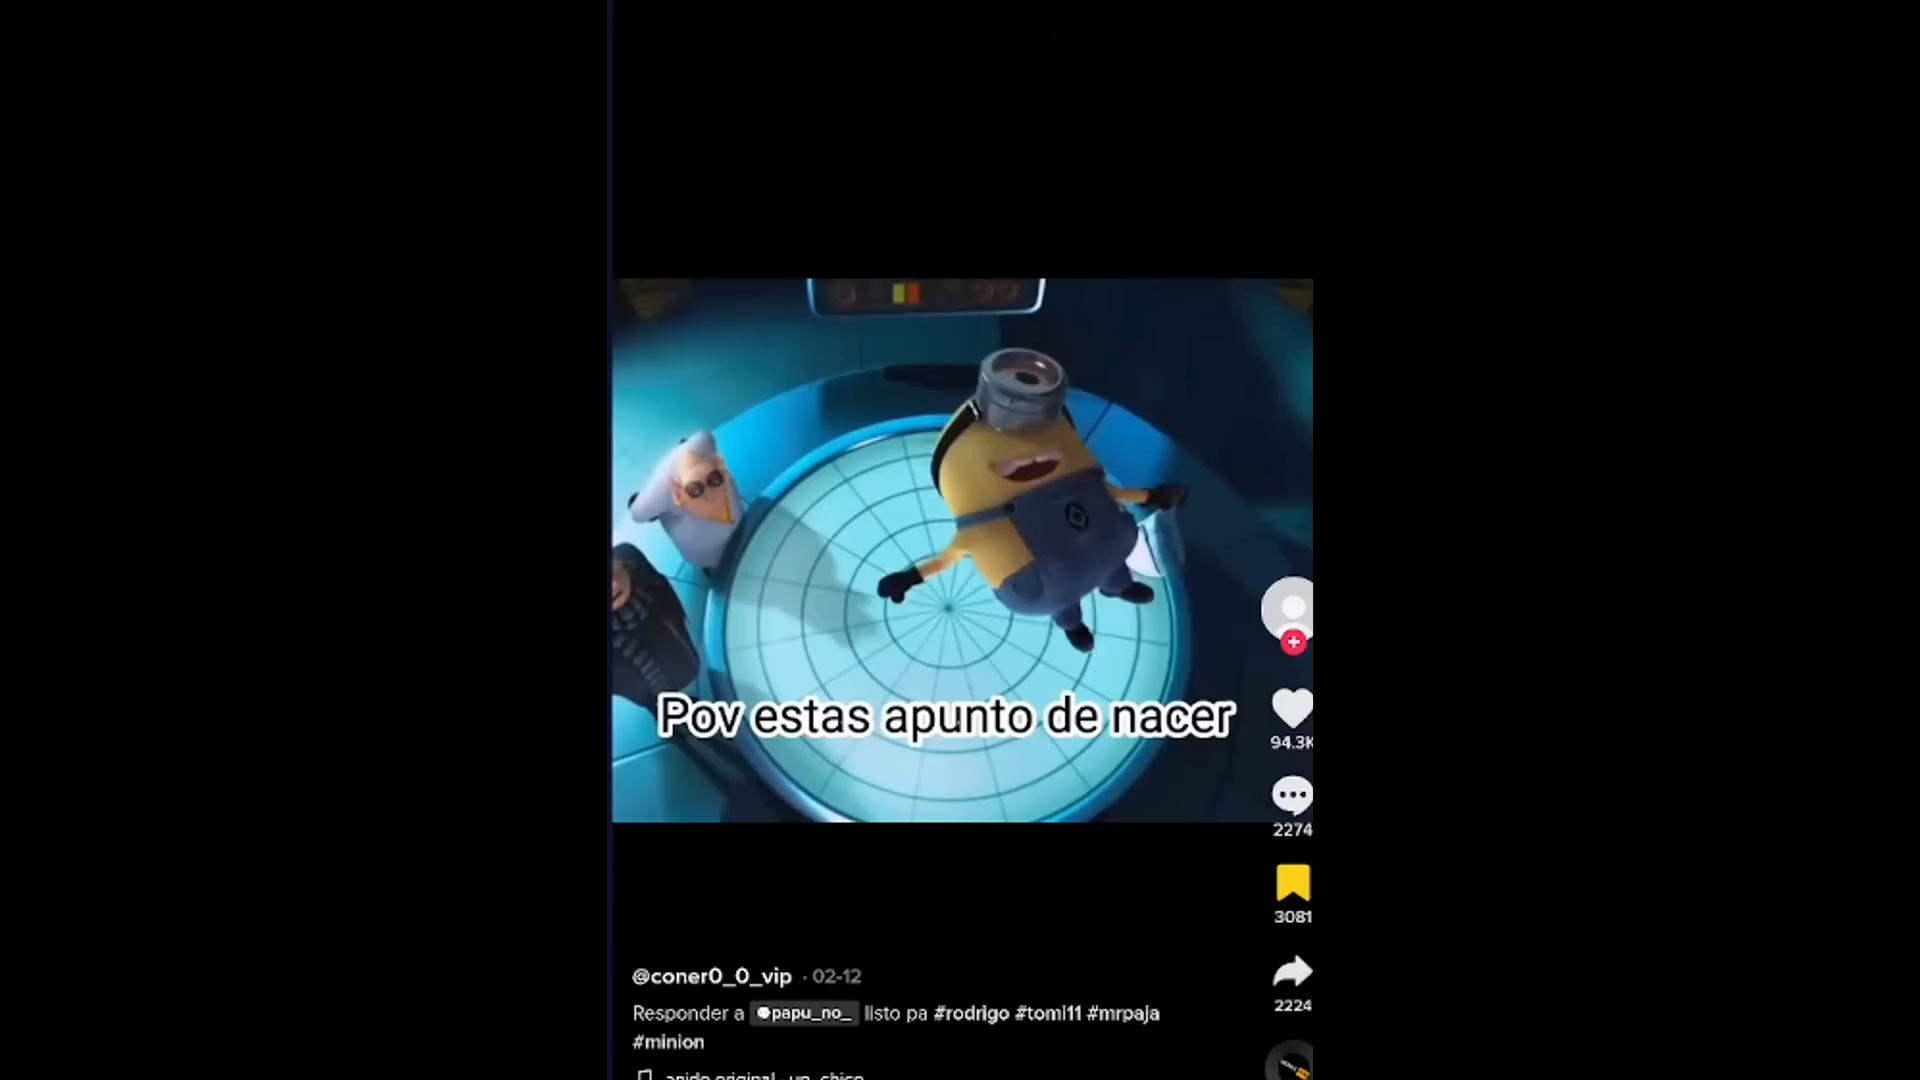 Pov estas apunto de nacer
94.3K
2274
3081
2224
@coner0_0_vip · 02-12
Responder a papu_no_ listo pa #rodrigo #tomi11 #mrpaja
#minion